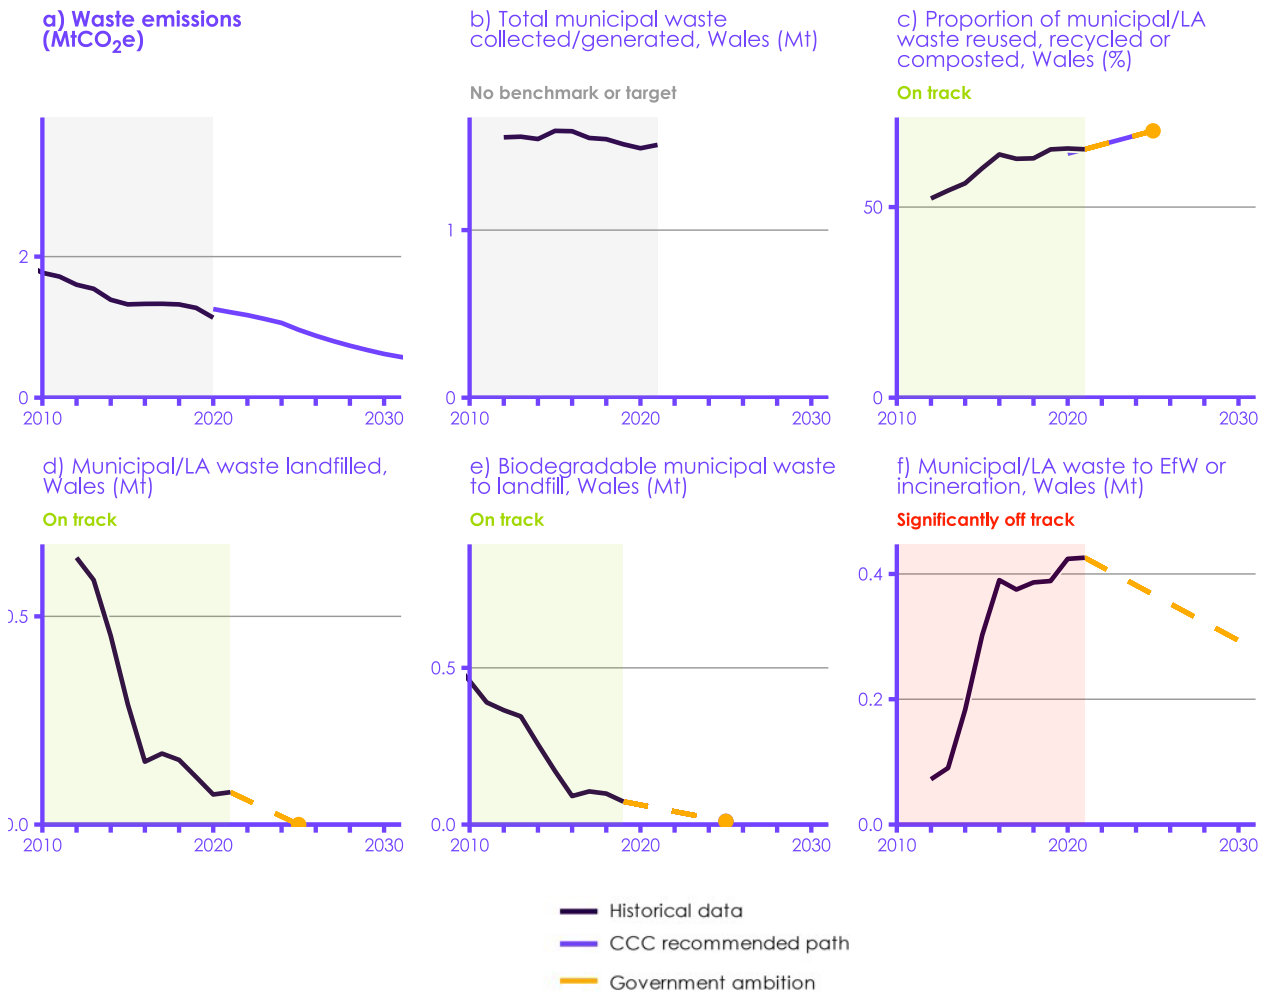 a) Waste emissions
(MtCO₂e)
b) Total municipal waste
collected/generated, Wales (Mt)
c) Proportion of municipal/LA
waste reused, recycled or
composted, Wales (%)
No benchmark or target
On track
2
0
2010 2020 2030
1
0
2010 2020 2030
50
0
2010 2020 2030
d) Municipal/LA waste landfilled,
Wales (Mt)
On track
e) Biodegradable municipal waste
to landfill, Wales (Mt)
On track
f) Municipal/LA waste to EfW or
incineration, Wales (Mt)
Significantly off track
0.5
0.0
2010 2020 2030
0.5
0.0
2010 2020 2030
0.4
0.2
0.0
2010 2020 2030
Historical data
CCC recommended path
Government ambition